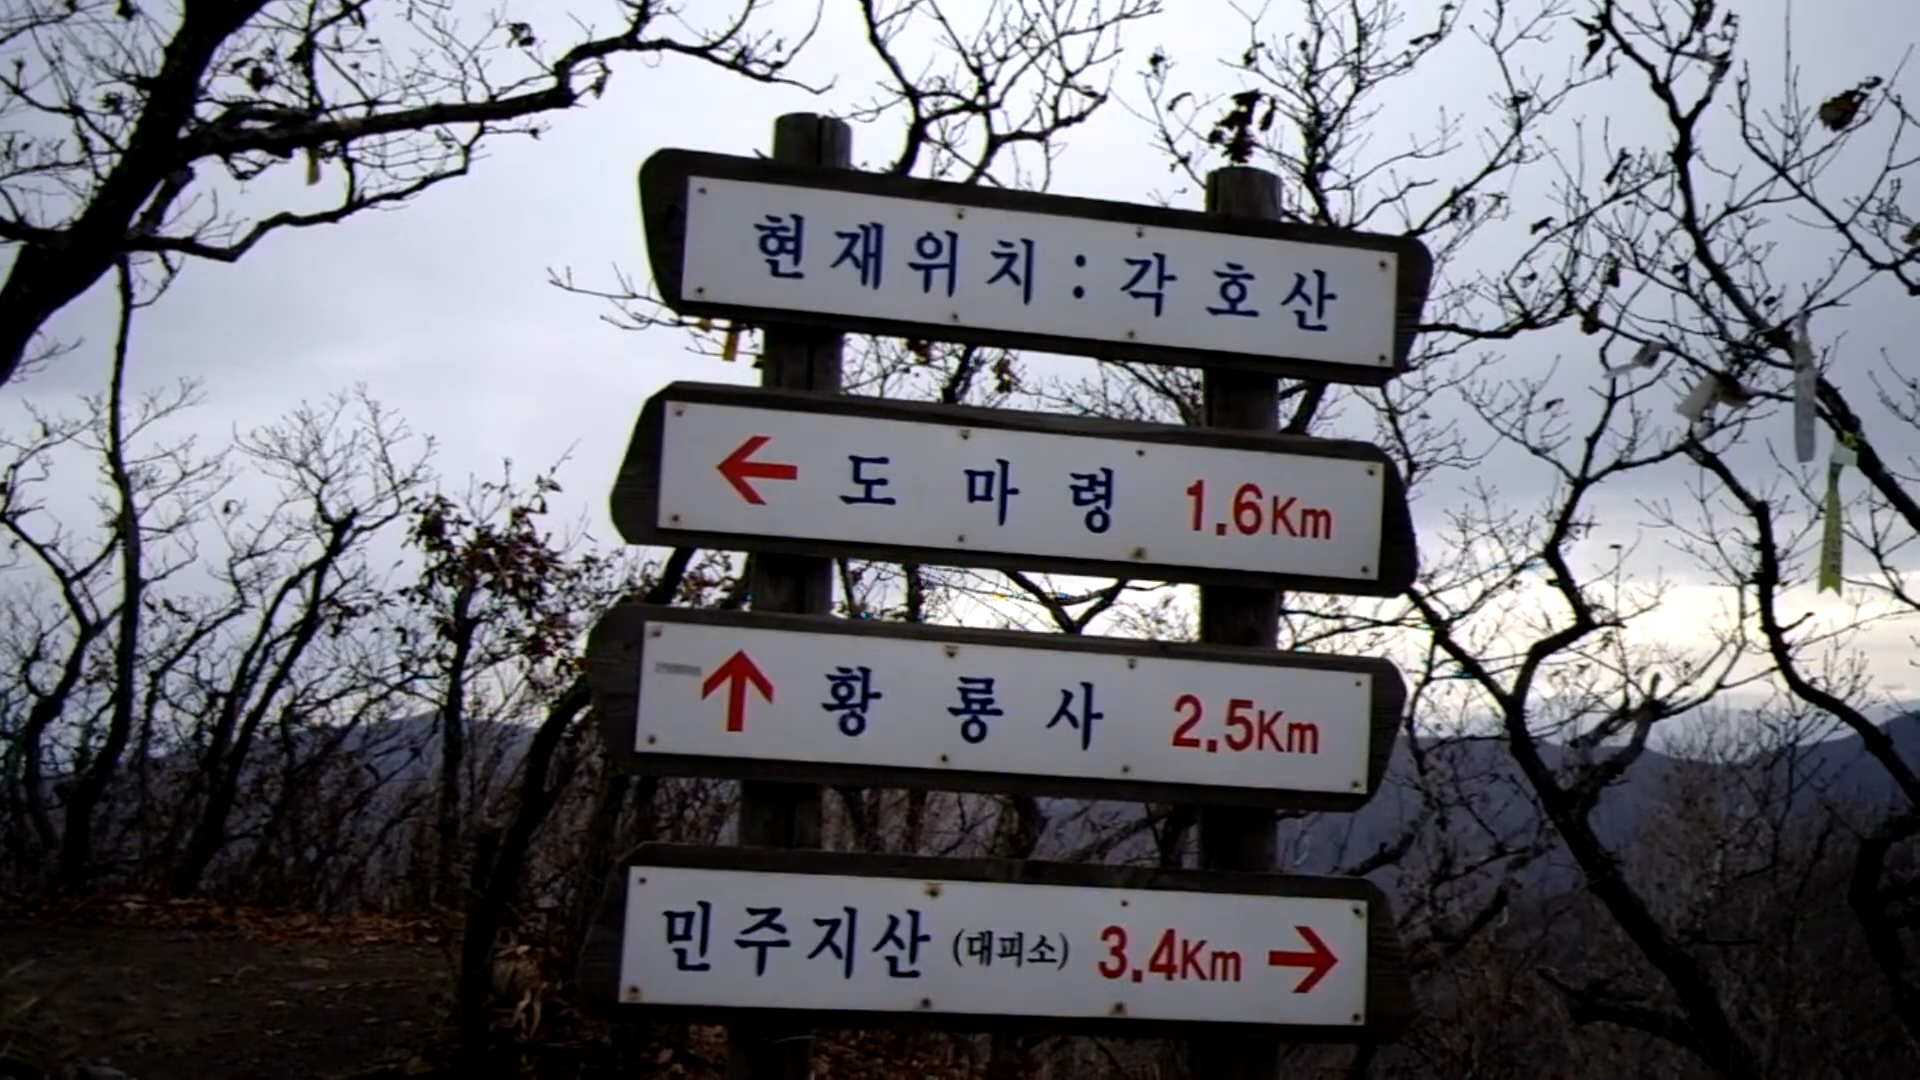 현재위치 : 각호산
← 도마령 1.6Km
↑ 황룡사 2.5Km
민주지산 (대피소) 3.4Km →